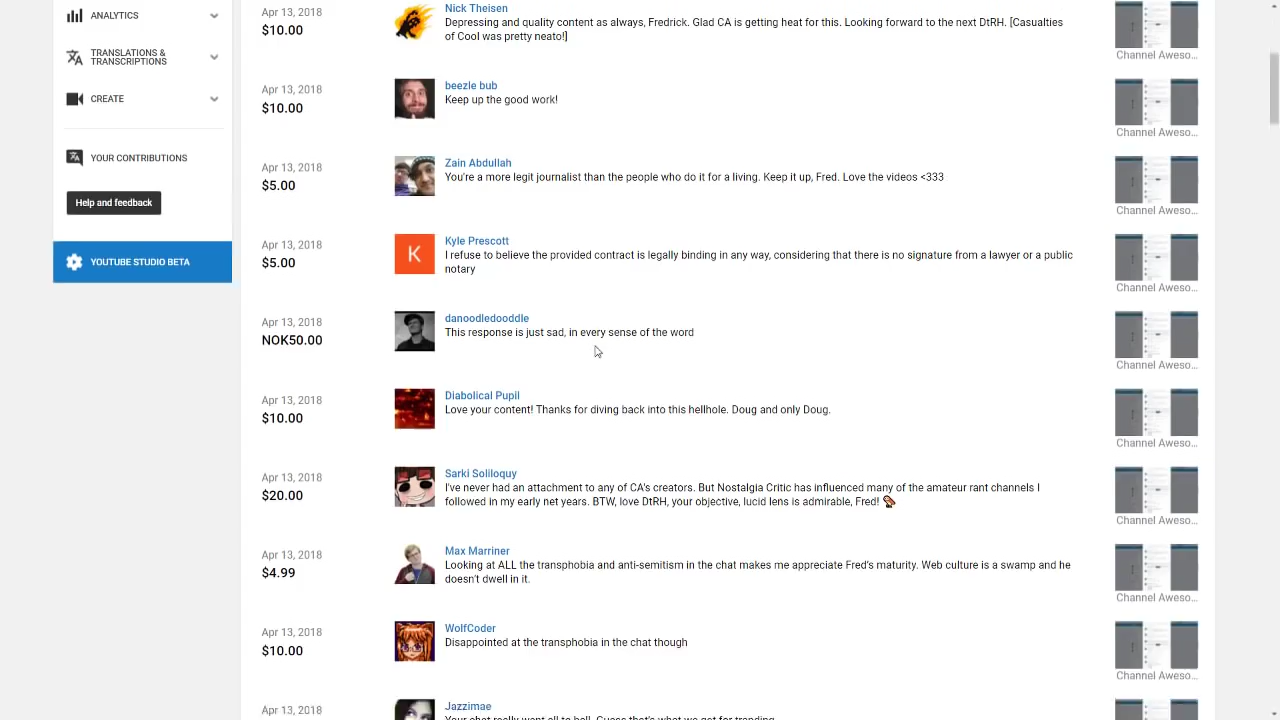 ANALYTICS
TRANSLATIONS &
TRANSCRIPTIONS
CREATE
YOUR CONTRIBUTIONS
Help and feedback
YOUTUBE STUDIO BETA
Apr 13, 2018
$10.00
Nick Theisen
Depressing and quality content as always, Fredrick. Glad CA is getting heat for this. Looking forward to the next DtRH. [Casualties
of Cool was pretty neato!]
Channel Aweso...
Apr 13, 2018
$10.00
beezle bub
Keep up the good work!
Channel Aweso...
Apr 13, 2018
$5.00
Zain Abdullah
You're a more legit journalist than the people who do it for a living. Keep it up, Fred. Love the videos <333
Channel Aweso...
Apr 13, 2018
$5.00
Kyle Prescott
I refuse to believe the provided contract is legally binding in any way, considering that there is no signature from a lawyer or a public
notary
Channel Aweso...
Apr 13, 2018
NOK50.00
danoodledooddle
This response is just sad, in every sense of the word
Channel Aweso...
Apr 13, 2018
$10.00
Diabolical Pupil
Love your content! Thanks for diving back into this hellhole. Doug and only Doug.
Channel Aweso...
Apr 13, 2018
$20.00
Sarki Soliloquy
I've never had an attachment to any of CA's creators. But Nostalgia Critic has influenced many of the amateur rant channels I
followed in my early net years. BTW, love DtRH, your objective, lucid lens is admirable, Fred!
Channel Aweso...
Apr 13, 2018
$4.99
Max Marriner
Looking at ALL the transphobia and anti-semitism in the chat makes me appreciate Fred's maturity. Web culture is a swamp and he
doesn't dwell in it.
Channel Aweso...
Apr 13, 2018
$10.00
WolfCoder
Disappointed at the transphobia in the chat though
Channel Aweso...
Apr 13, 2018
Jazzimae
Your chat really went all to hell. Guess that's what we get for trending
K